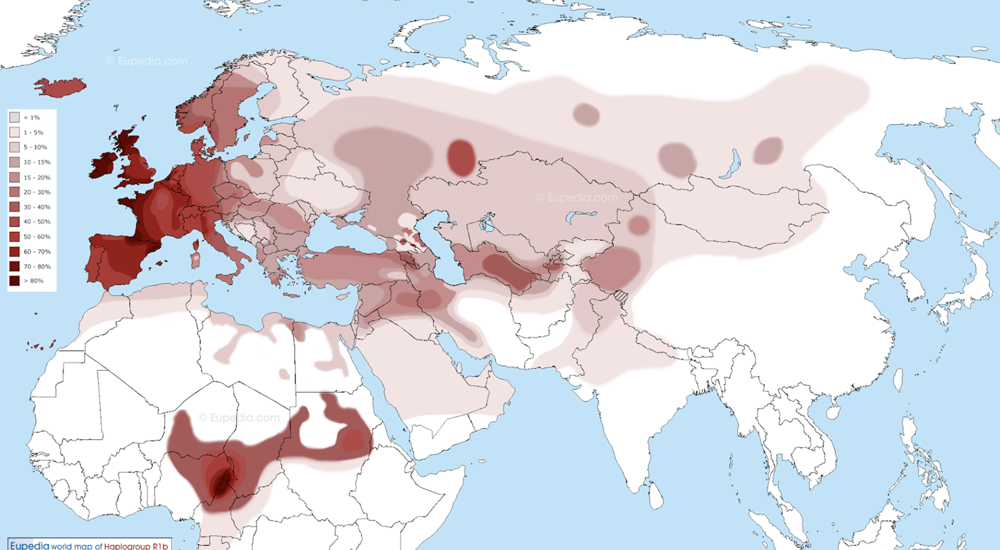 © Eupedia.com
< 1%
1 - 5%
5 - 10%
10 - 15%
15 - 20%
20 - 30%
30 - 40%
40 - 50%
50 - 60%
60 - 70%
70 - 80%
> 80%
© Eupedia.com
© Eupedia.com
Eupedia world map of Haplogroup R1b